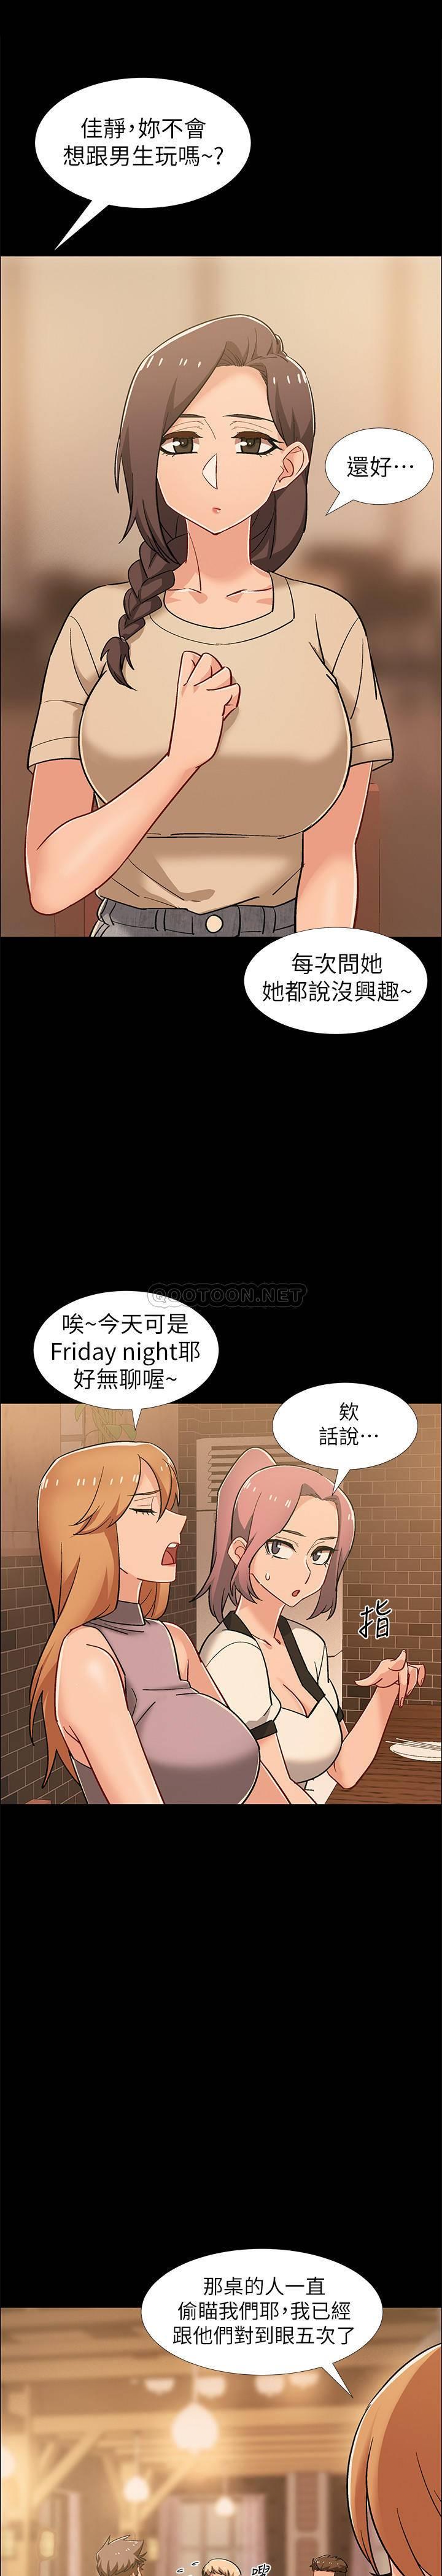 佳靜，妳不會
想跟男生玩嗎~?
還好…
每次問她
她都說沒興趣~
QOOTOON.NET
唉~今天可是
Friday night耶
好無聊喔~
欸
話說…
指
那桌的人一直
偷瞄我們耶，我已經
跟他們對到眼五次了